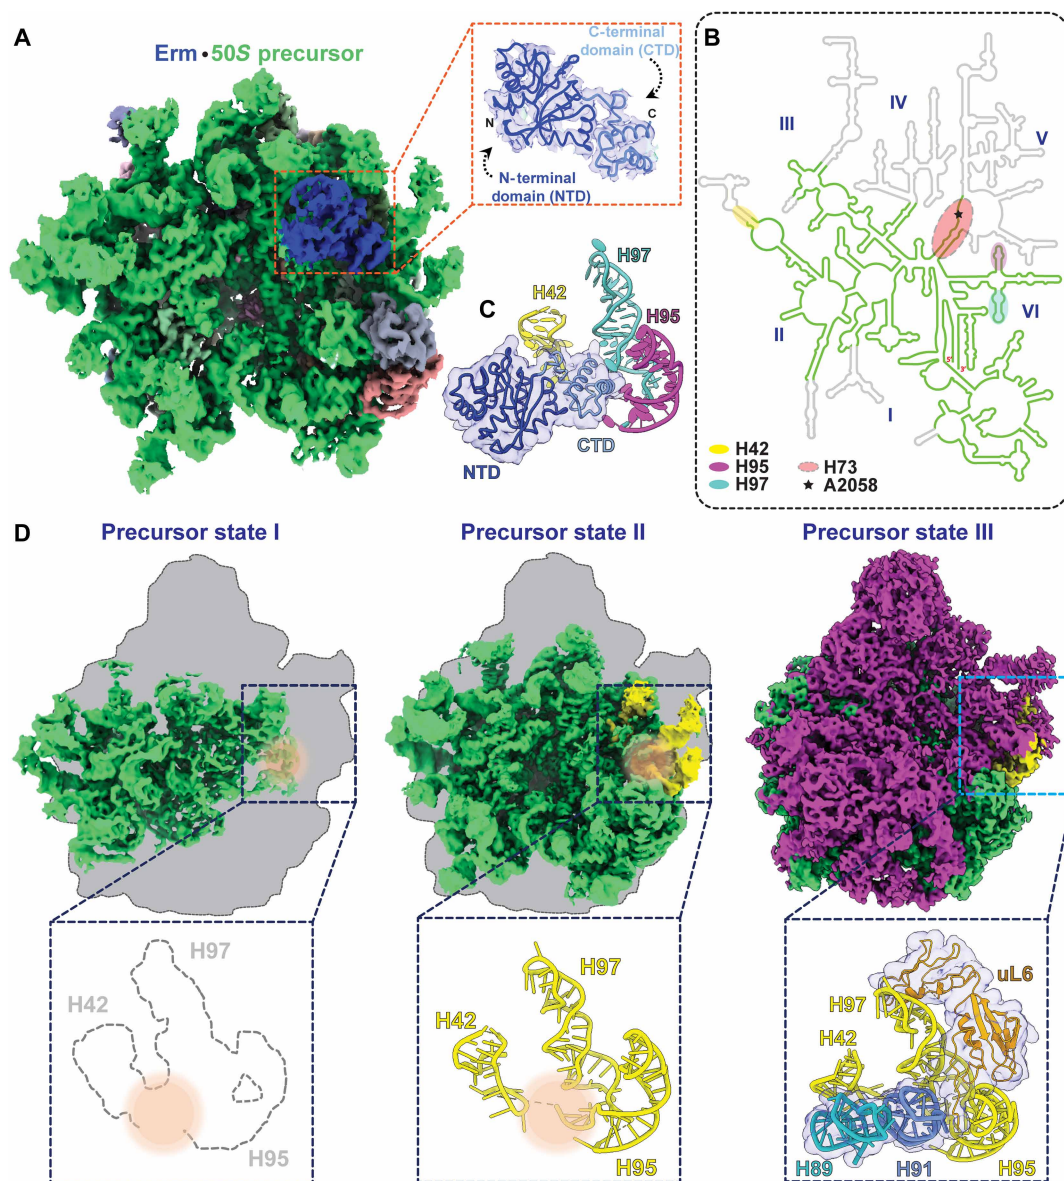 A
Erm • 50S precursor
C-terminal
domain (CTD)
N
C
N-terminal
domain (NTD)
B
III
IV
V
II
VI
I
5'
3'
H42
H95
H97
H73
A2058
C
H97
H42
H95
CTD
NTD
D
Precursor state I
Precursor state II
Precursor state III
H97
H42
H95
H97
H42
H95
uL6
H97
H42
H89
H91
H95